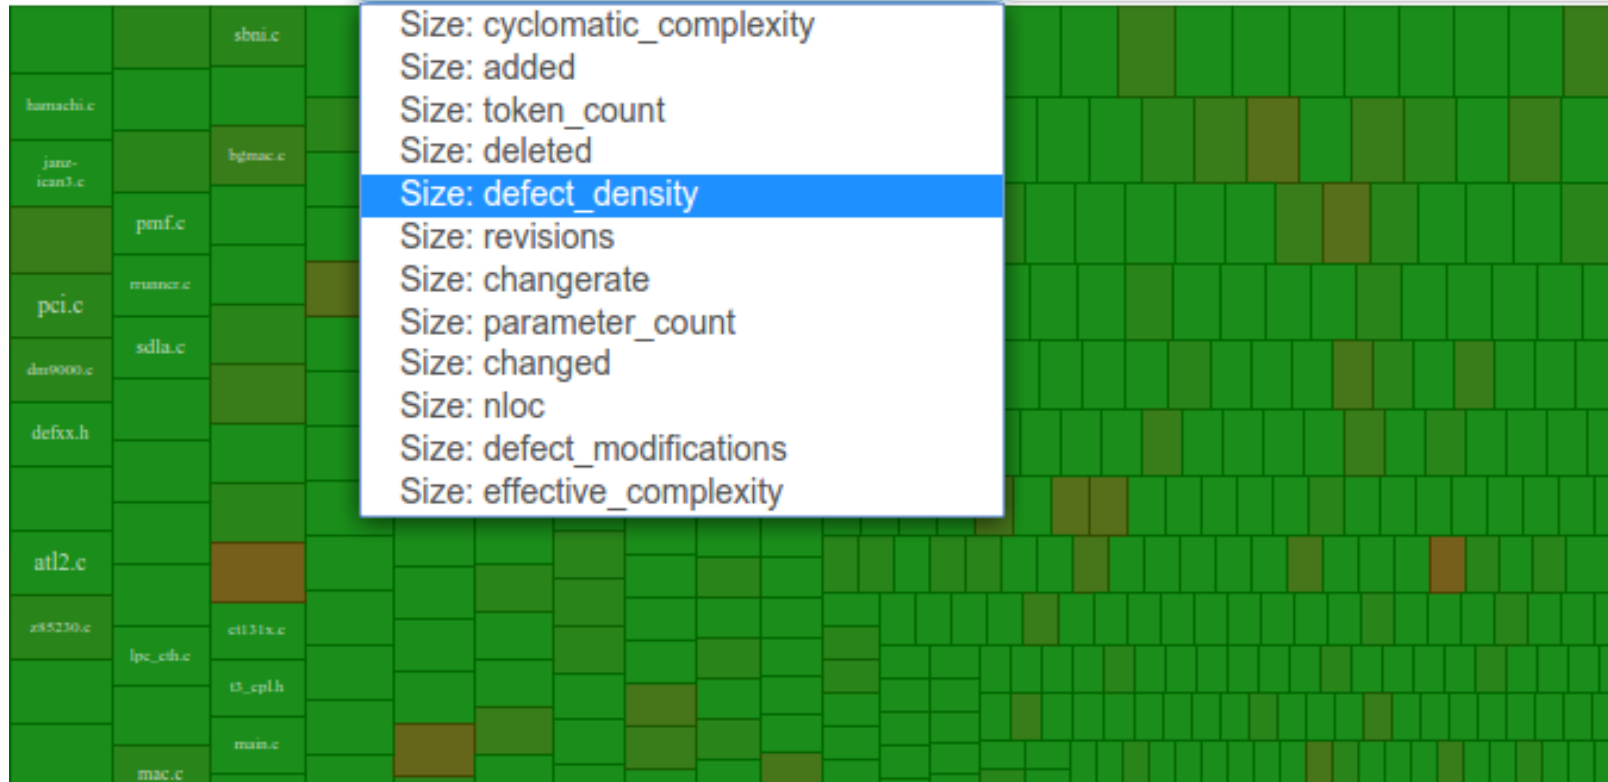 sbni.c
hamachi.c
janz-
ican3.c
bgmac.c
pmf.c
pci.c
rrunner.c
sdla.c
dm9000.c
defxx.h
atl2.c
z85230.c
et131x.c
lpc_eth.c
t3_cpl.h
main.c
mac.c
Size: cyclomatic_complexity
Size: added
Size: token_count
Size: deleted
Size: defect_density
Size: revisions
Size: changerate
Size: parameter_count
Size: changed
Size: nloc
Size: defect_modifications
Size: effective_complexity